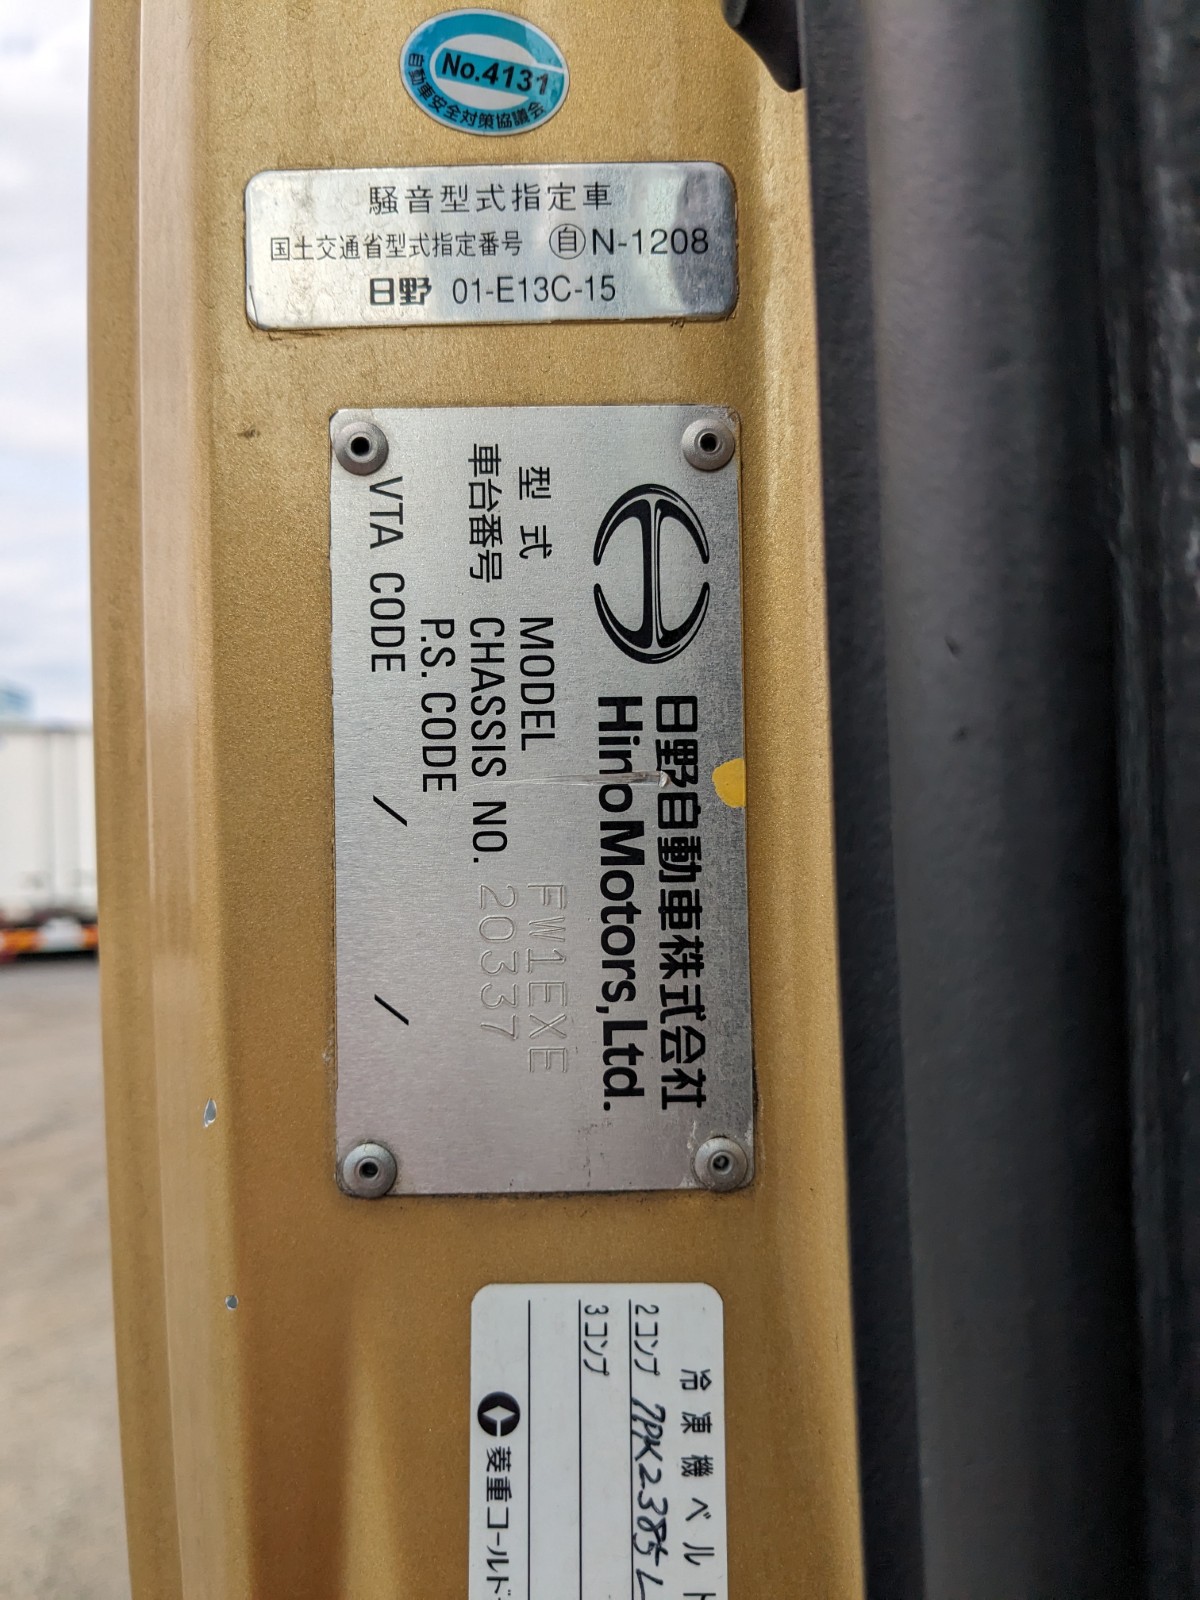 No.4131
自動車安全対策協議会
騒音型式指定車
国土交通省型式指定番号 自N-1208
日野 01-E13C-15
日野自動車株式会社
Hino Motors, Ltd.
型式 MODEL FW1EXE
車台番号 CHASSIS NO. 20337
P.S. CODE
VTA CODE / /
冷凍機ベルト
2コンプ 7PK2385L
3コンプ
菱重コールド